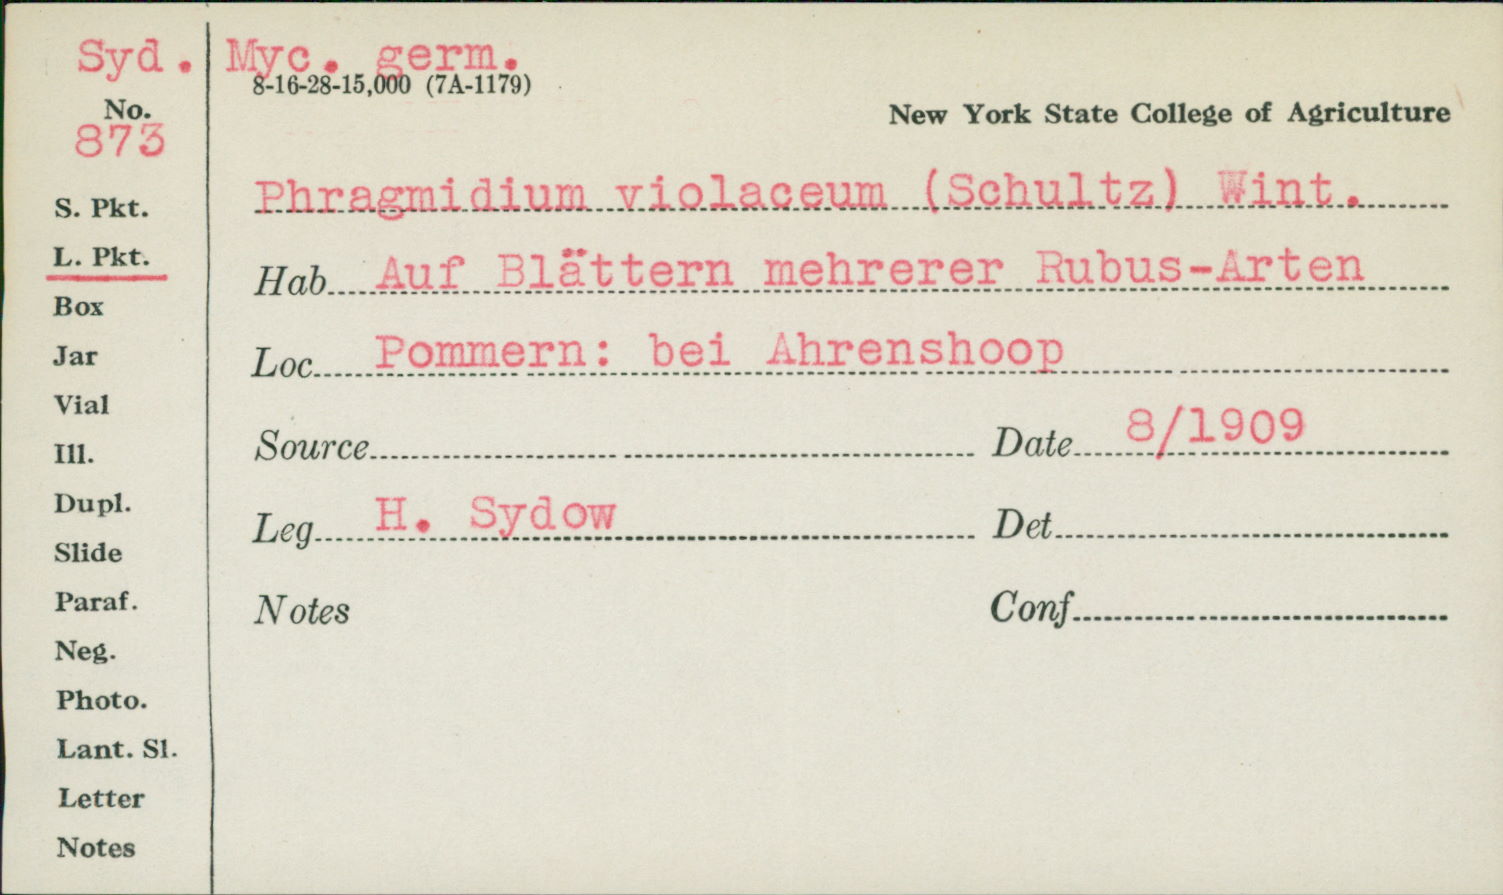 Syd. Myc. germ.
8-16-28-15,000 (7A-1179)
No.
873
New York State College of Agriculture
Phragmidium violaceum (Schultz) Wint.
Hab. Auf Blättern mehrerer Rubus-Arten
Loc. Pommern: bei Ahrenshoop
Source Date 8/1909
Leg. H. Sydow Det.
Notes Conf.
S. Pkt.
L. Pkt.
Box
Jar
Vial
Ill.
Dupl.
Slide
Paraf.
Neg.
Photo.
Lant. Sl.
Letter
Notes